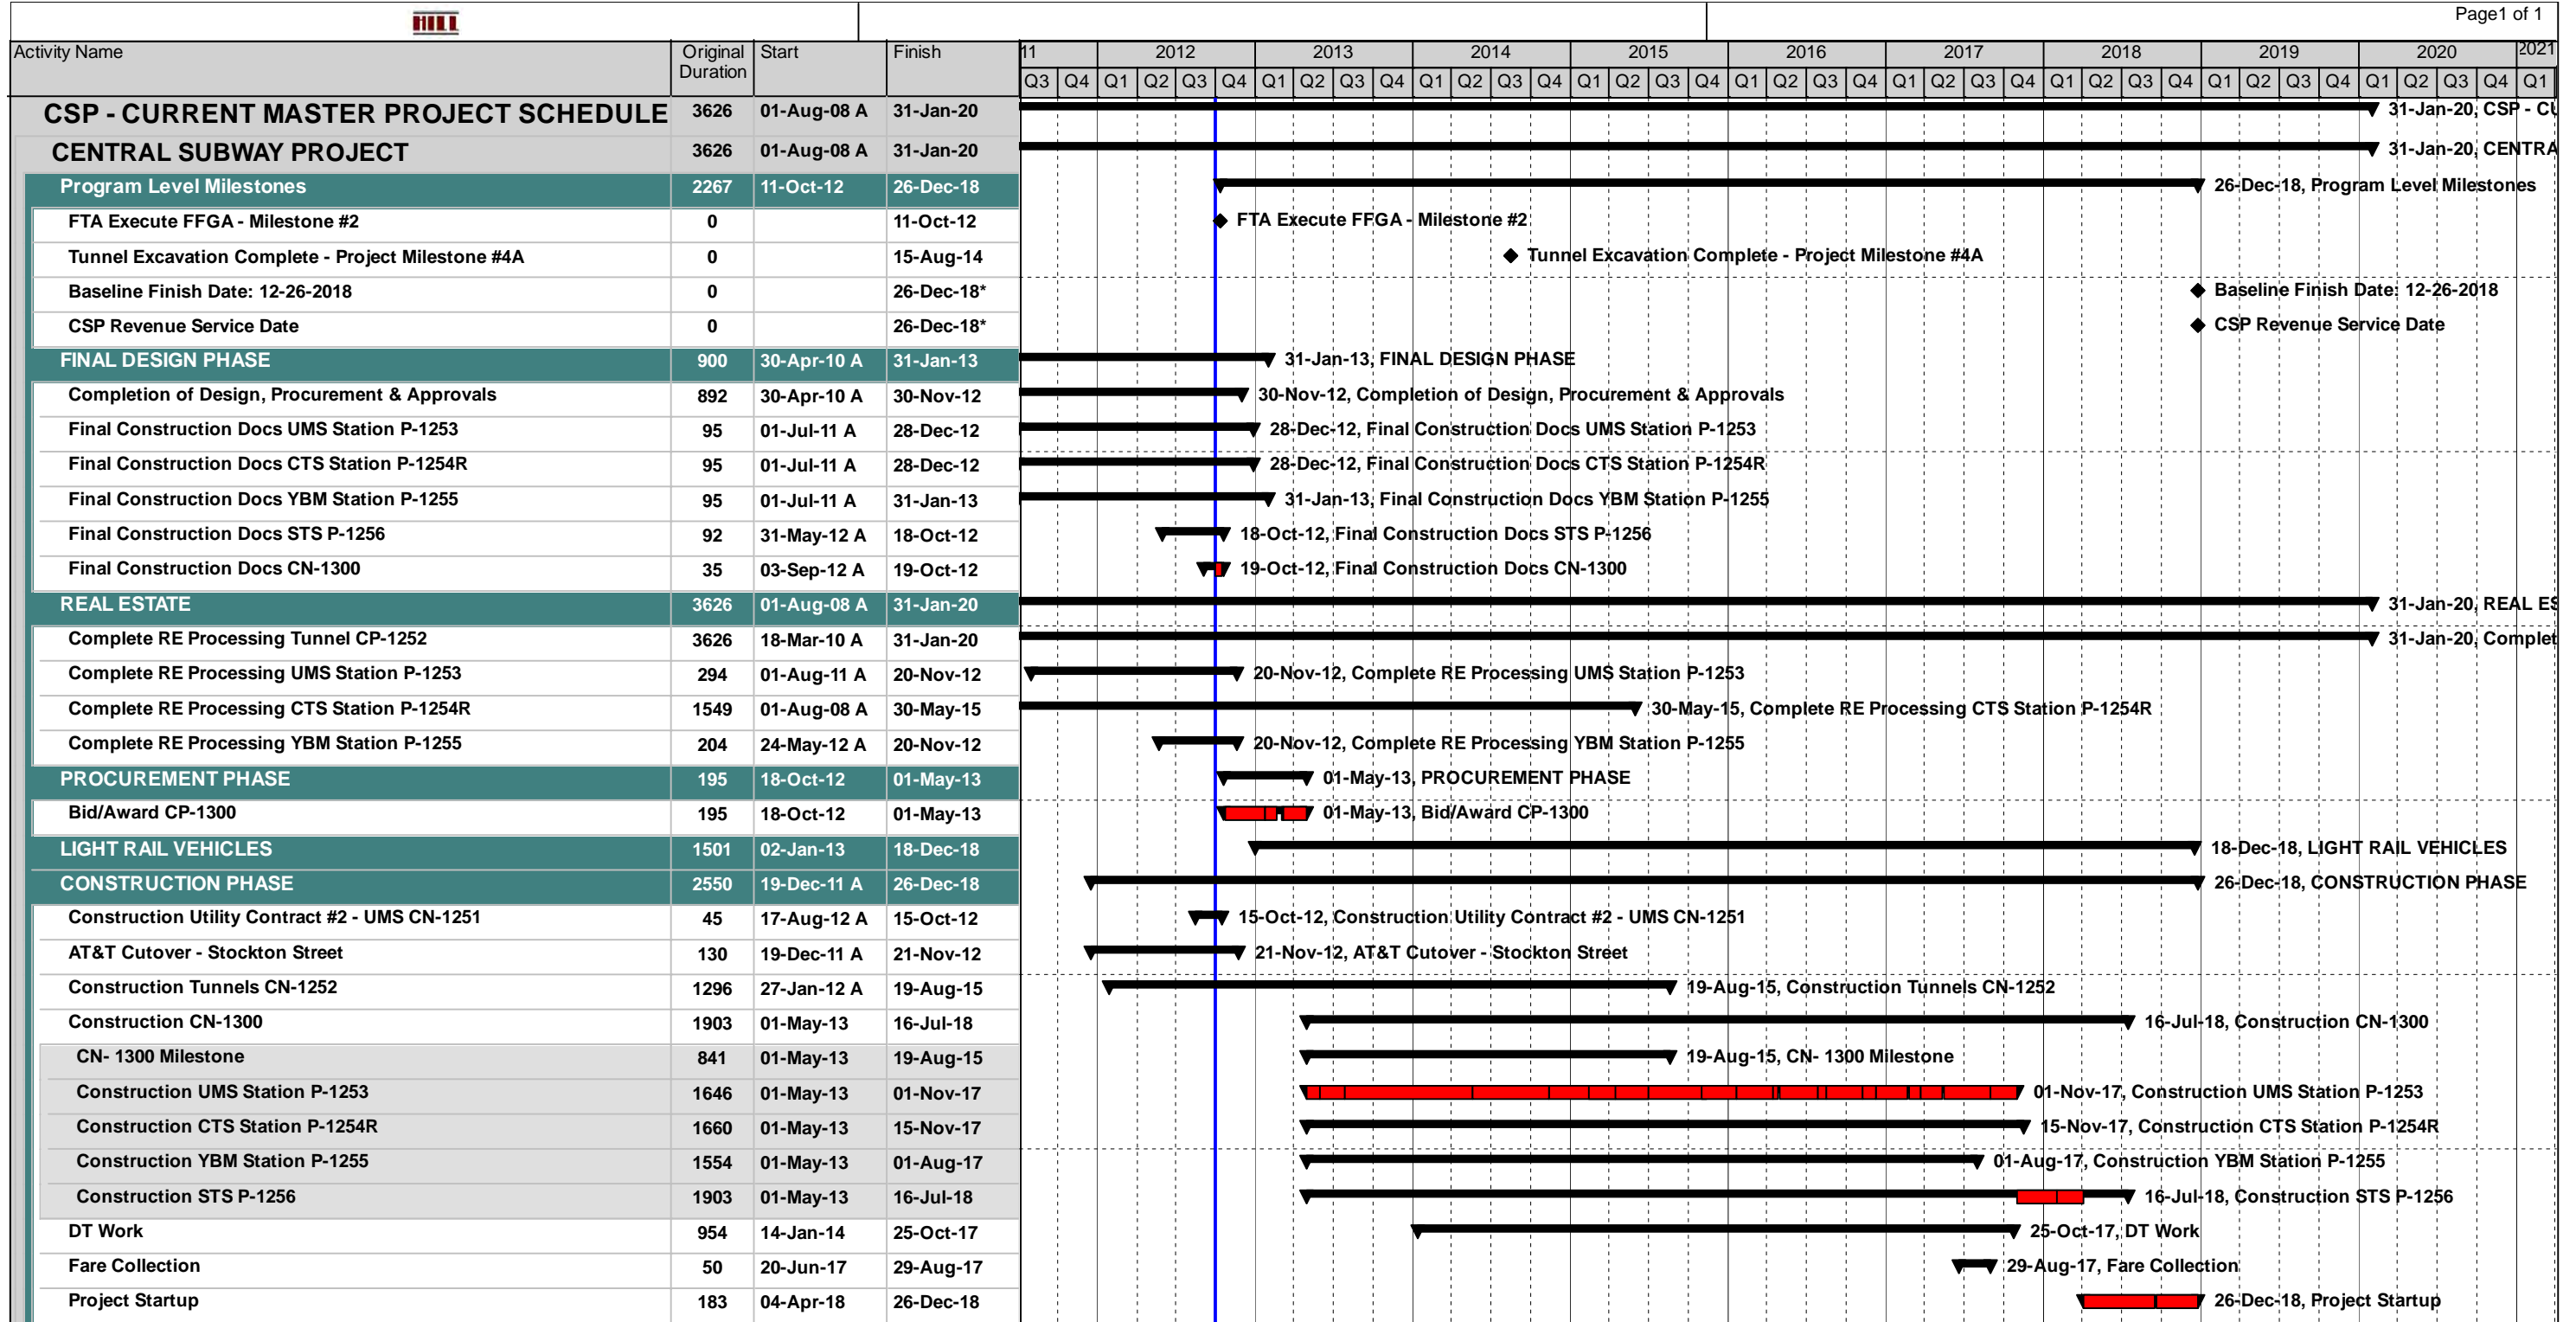 HILL
Page1 of 1
Activity Name Original Duration Start Finish
11 2012 2013 2014 2015 2016 2017 2018 2019 2020 2021
Q3 Q4 Q1 Q2 Q3 Q4 Q1 Q2 Q3 Q4 Q1 Q2 Q3 Q4 Q1 Q2 Q3 Q4 Q1 Q2 Q3 Q4 Q1 Q2 Q3 Q4 Q1 Q2 Q3 Q4 Q1 Q2 Q3 Q4 Q1 Q2 Q3 Q4 Q1
CSP - CURRENT MASTER PROJECT SCHEDULE 3626 01-Aug-08 A 31-Jan-20 31-Jan-20, CSP - CU
CENTRAL SUBWAY PROJECT 3626 01-Aug-08 A 31-Jan-20 31-Jan-20, CENTRA
Program Level Milestones 2267 11-Oct-12 26-Dec-18 26-Dec-18, Program Level Milestones
FTA Execute FFGA - Milestone #2 0 11-Oct-12 FTA Execute FFGA - Milestone #2
Tunnel Excavation Complete - Project Milestone #4A 0 15-Aug-14 Tunnel Excavation Complete - Project Milestone #4A
Baseline Finish Date: 12-26-2018 0 26-Dec-18* Baseline Finish Date: 12-26-2018
CSP Revenue Service Date 0 26-Dec-18* CSP Revenue Service Date
FINAL DESIGN PHASE 900 30-Apr-10 A 31-Jan-13 31-Jan-13, FINAL DESIGN PHASE
Completion of Design, Procurement & Approvals 892 30-Apr-10 A 30-Nov-12 30-Nov-12, Completion of Design, Procurement & Approvals
Final Construction Docs UMS Station P-1253 95 01-Jul-11 A 28-Dec-12 28-Dec-12, Final Construction Docs UMS Station P-1253
Final Construction Docs CTS Station P-1254R 95 01-Jul-11 A 28-Dec-12 28-Dec-12, Final Construction Docs CTS Station P-1254R
Final Construction Docs YBM Station P-1255 95 01-Jul-11 A 31-Jan-13 31-Jan-13, Final Construction Docs YBM Station P-1255
Final Construction Docs STS P-1256 92 31-May-12 A 18-Oct-12 18-Oct-12, Final Construction Docs STS P-1256
Final Construction Docs CN-1300 35 03-Sep-12 A 19-Oct-12 19-Oct-12, Final Construction Docs CN-1300
REAL ESTATE 3626 01-Aug-08 A 31-Jan-20 31-Jan-20, REAL ES
Complete RE Processing Tunnel CP-1252 3626 18-Mar-10 A 31-Jan-20 31-Jan-20, Complet
Complete RE Processing UMS Station P-1253 294 01-Aug-11 A 20-Nov-12 20-Nov-12, Complete RE Processing UMS Station P-1253
Complete RE Processing CTS Station P-1254R 1549 01-Aug-08 A 30-May-15 30-May-15, Complete RE Processing CTS Station P-1254R
Complete RE Processing YBM Station P-1255 204 24-May-12 A 20-Nov-12 20-Nov-12, Complete RE Processing YBM Station P-1255
PROCUREMENT PHASE 195 18-Oct-12 01-May-13 01-May-13, PROCUREMENT PHASE
Bid/Award CP-1300 195 18-Oct-12 01-May-13 01-May-13, Bid/Award CP-1300
LIGHT RAIL VEHICLES 1501 02-Jan-13 18-Dec-18 18-Dec-18, LIGHT RAIL VEHICLES
CONSTRUCTION PHASE 2550 19-Dec-11 A 26-Dec-18 26-Dec-18, CONSTRUCTION PHASE
Construction Utility Contract #2 - UMS CN-1251 45 17-Aug-12 A 15-Oct-12 15-Oct-12, Construction Utility Contract #2 - UMS CN-1251
AT&T Cutover - Stockton Street 130 19-Dec-11 A 21-Nov-12 21-Nov-12, AT&T Cutover - Stockton Street
Construction Tunnels CN-1252 1296 27-Jan-12 A 19-Aug-15 19-Aug-15, Construction Tunnels CN-1252
Construction CN-1300 1903 01-May-13 16-Jul-18 16-Jul-18, Construction CN-1300
CN- 1300 Milestone 841 01-May-13 19-Aug-15 19-Aug-15, CN- 1300 Milestone
Construction UMS Station P-1253 1646 01-May-13 01-Nov-17 01-Nov-17, Construction UMS Station P-1253
Construction CTS Station P-1254R 1660 01-May-13 15-Nov-17 15-Nov-17, Construction CTS Station P-1254R
Construction YBM Station P-1255 1554 01-May-13 01-Aug-17 01-Aug-17, Construction YBM Station P-1255
Construction STS P-1256 1903 01-May-13 16-Jul-18 16-Jul-18, Construction STS P-1256
DT Work 954 14-Jan-14 25-Oct-17 25-Oct-17, DT Work
Fare Collection 50 20-Jun-17 29-Aug-17 29-Aug-17, Fare Collection
Project Startup 183 04-Apr-18 26-Dec-18 26-Dec-18, Project Startup